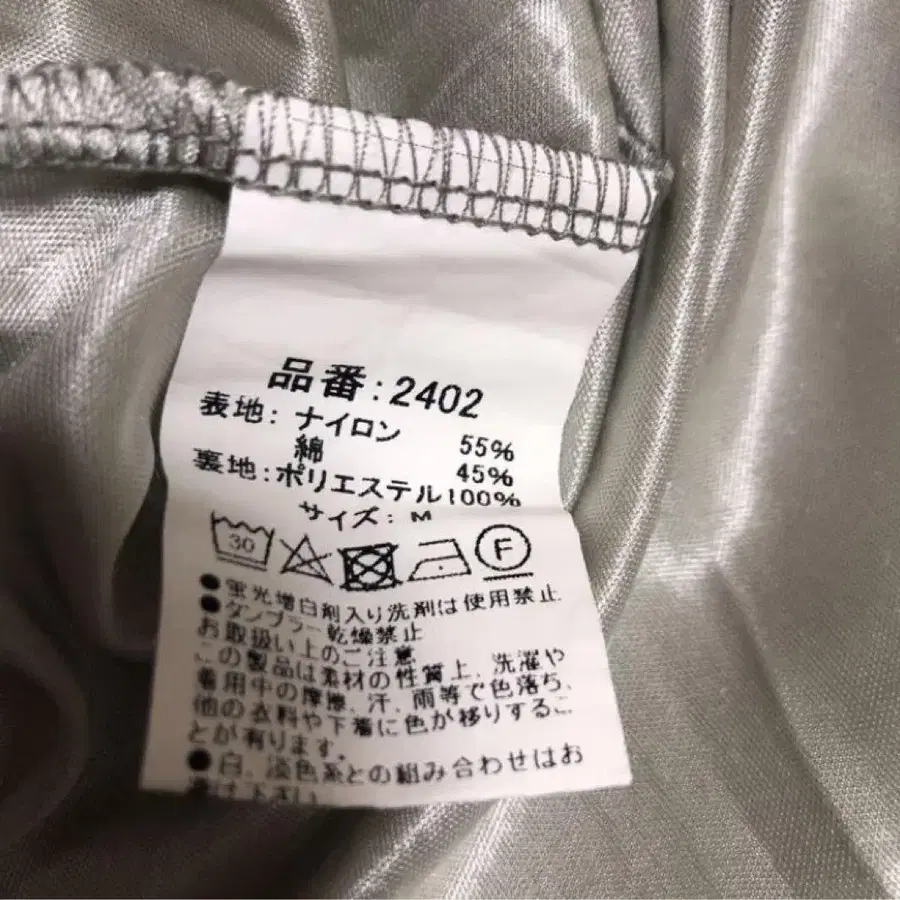 品番：2402
表地：ナイロン 55%
綿 45%
裏地：ポリエステル100%
サイズ：M
30 F
●蛍光増白剤入り洗剤は使用禁止
●タンブラー乾燥禁止
お取扱い上のご注意
この製品は素材の性質上、洗濯や
着用中の摩擦、汗、雨等で色落ち、
他の衣料や下着に色が移りするこ
とが有ります。
●白、淡色系との組み合わせはお
避け下さい